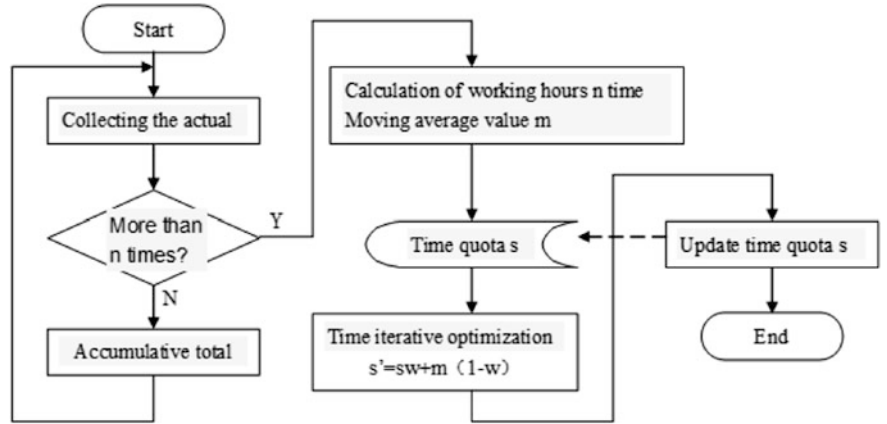 Start
Collecting the actual
More than
n times?
Y
N
Accumulative total
Calculation of working hours n time
Moving average value m
Time quota s
Time iterative optimization
s’=sw+m（1-w）
Update time quota s
End